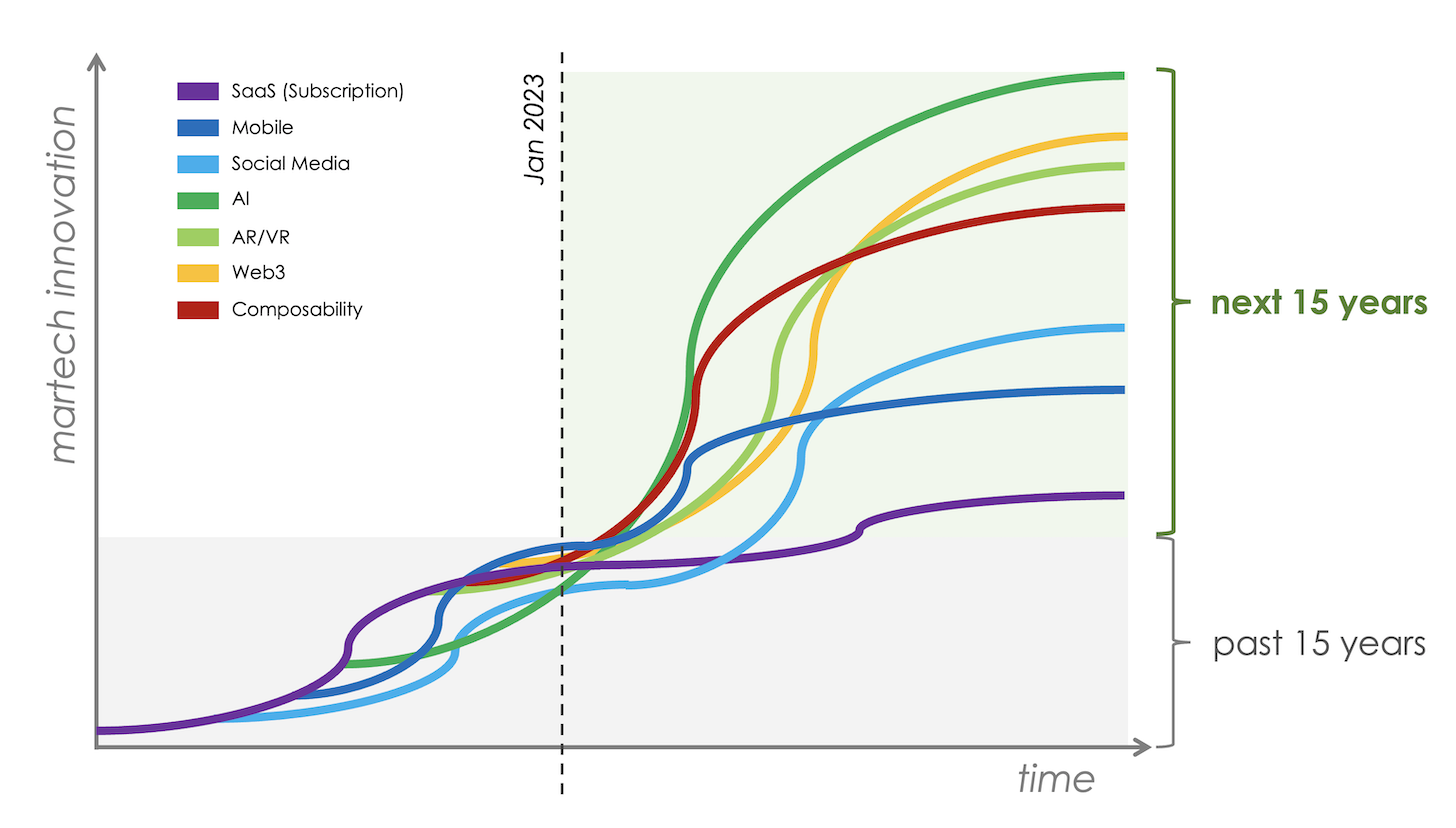 martech innovation
SaaS (Subscription)
Mobile
Social Media
AI
AR/VR
Web3
Composability
Jan 2023
next 15 years
past 15 years
time